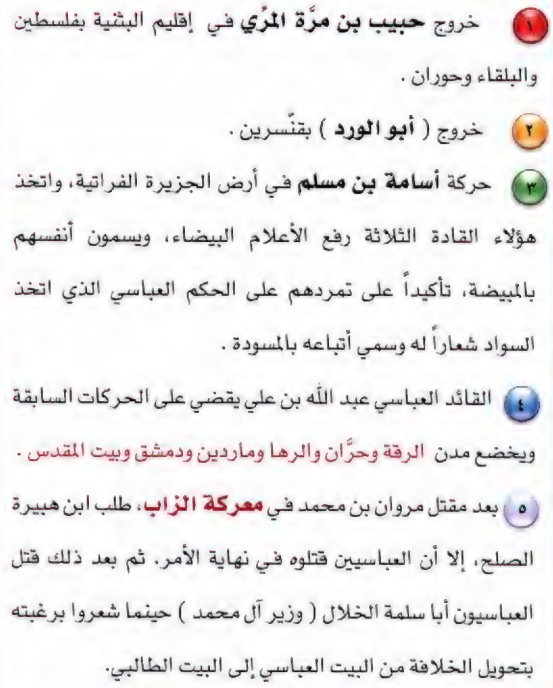 ١ خروج حبيب بن مرَّة المرِّي في إقليم البثنية بفلسطين
والبلقاء وحوران .
٢ خروج ( أبو الورد ) بقنَّسرين .
٣ حركة أسامة بن مسلم في أرض الجزيرة الفراتية، واتخذ
هؤلاء القادة الثلاثة رفع الأعلام البيضاء، ويسمون أنفسهم
بالمبيضة، تأكيداً على تمردهم على الحكم العباسي الذي اتخذ
السواد شعاراً له وسمي أتباعه بالمسودة .
٤ القائد العباسي عبد الله بن علي يقضي على الحركات السابقة
ويخضع مدن الرقة وحرَّان والرها وماردين ودمشق وبيت المقدس .
٥ بعد مقتل مروان بن محمد في معركة الزاب، طلب ابن هبيرة
الصلح، إلا أن العباسيين قتلوه في نهاية الأمر. ثم بعد ذلك قتل
العباسيون أبا سلمة الخلال ( وزير آل محمد ) حينما شعروا برغبته
بتحويل الخلافة من البيت العباسي إلى البيت الطالبي.